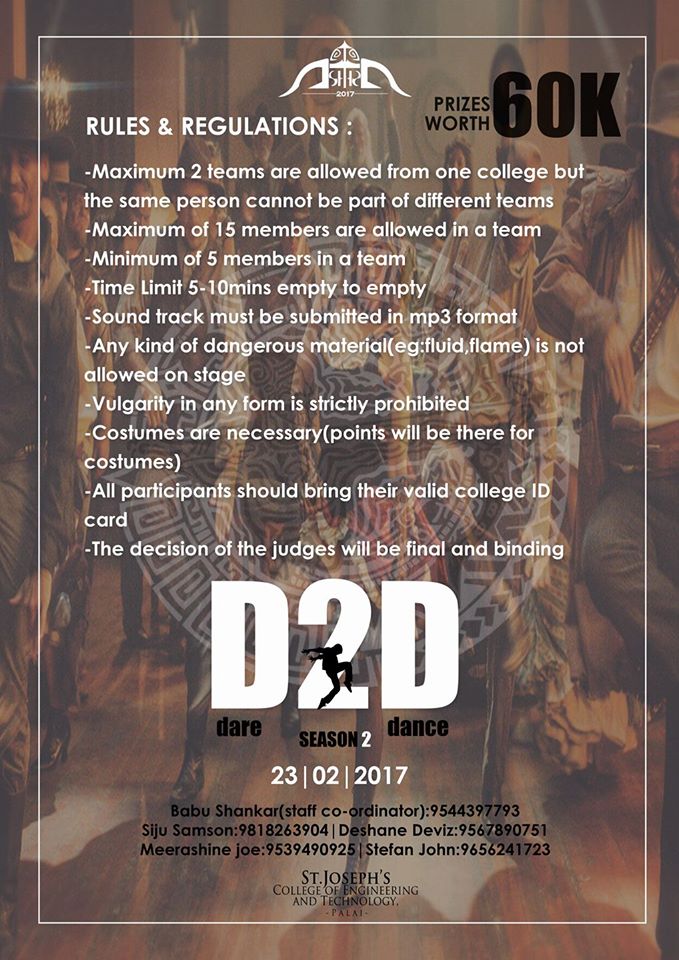 2017
PRIZES
WORTH 60K
RULES & REGULATIONS :
-Maximum 2 teams are allowed from one college but
the same person cannot be part of different teams
-Maximum of 15 members are allowed in a team
-Minimum of 5 members in a team
-Time Limit 5-10mins empty to empty
-Sound track must be submitted in mp3 format
-Any kind of dangerous material(eg:fluid,flame) is not
allowed on stage
-Vulgarity in any form is strictly prohibited
-Costumes are necessary(points will be there for
costumes)
-All participants should bring their valid college ID
card
-The decision of the judges will be final and binding
D2D
dare dance
SEASON 2
23|02|2017
Babu Shankar(staff co-ordinator):9544397793
Siju Samson:9818263904|Deshane Deviz:9567890751
Meerashine joe:9539490925|Stefan John:9656241723
ST.JOSEPH'S
COLLEGE OF ENGINEERING
AND TECHNOLOGY,
-PALAI-